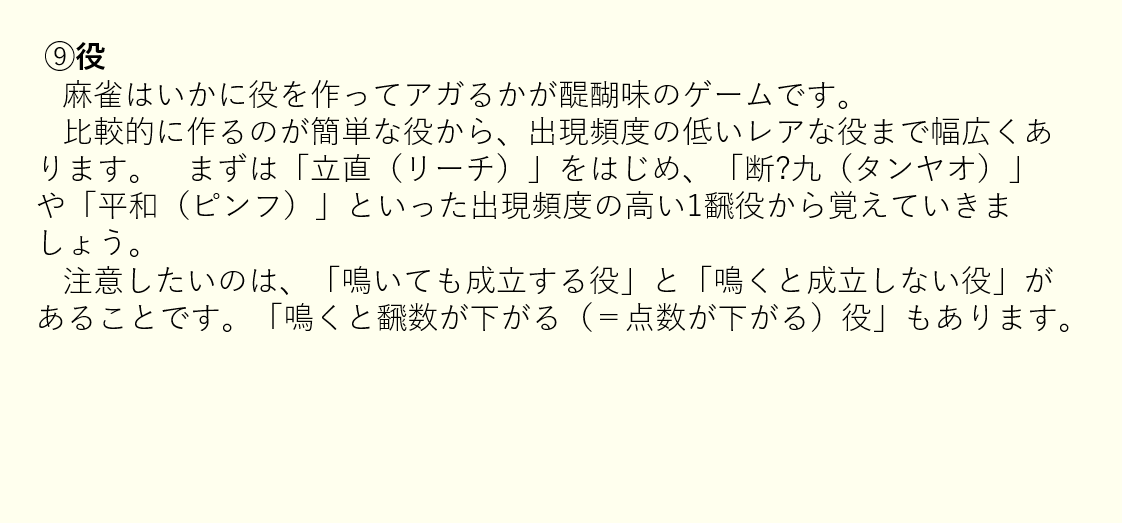 ⑨役
麻雀はいかに役を作ってアガるかが醍醐味のゲームです。
比較的に作るのが簡単な役から、出現頻度の低いレアな役まで幅広くあ
ります。　まずは「立直（リーチ）」をはじめ、「断?九（タンヤオ）」
や「平和（ピンフ）」といった出現頻度の高い1飜役から覚えていきま
しょう。
注意したいのは、「鳴いても成立する役」と「鳴くと成立しない役」が
あることです。「鳴くと飜数が下がる（＝点数が下がる）役」もあります。